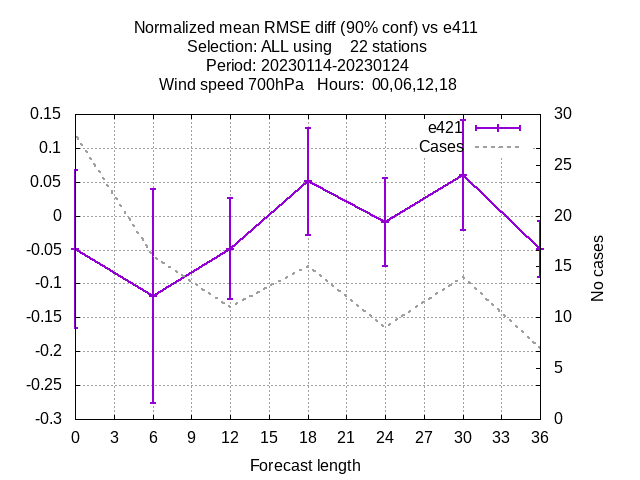 Normalized mean RMSE diff (90% conf) vs e411
Selection: ALL using    22 stations
Period: 20230114-20230124
Wind speed 700hPa   Hours:  00,06,12,18
0.15
0.1
0.05
0
-0.05
-0.1
-0.15
-0.2
-0.25
-0.3
e421
Cases
30
25
20
15
10
5
0
No cases
0 3 6 9 12 15 18 21 24 27 30 33 36
Forecast length